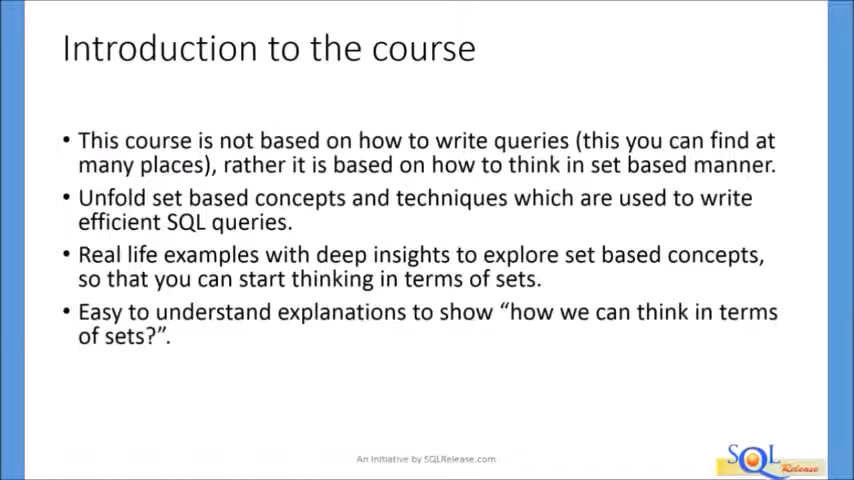 Introduction to the course
• This course is not based on how to write queries (this you can find at
many places), rather it is based on how to think in set based manner.
• Unfold set based concepts and techniques which are used to write
efficient SQL queries.
• Real life examples with deep insights to explore set based concepts,
so that you can start thinking in terms of sets.
• Easy to understand explanations to show “how we can think in terms
of sets?”.
An Initiative by SQLRelease.com
SQL
Release